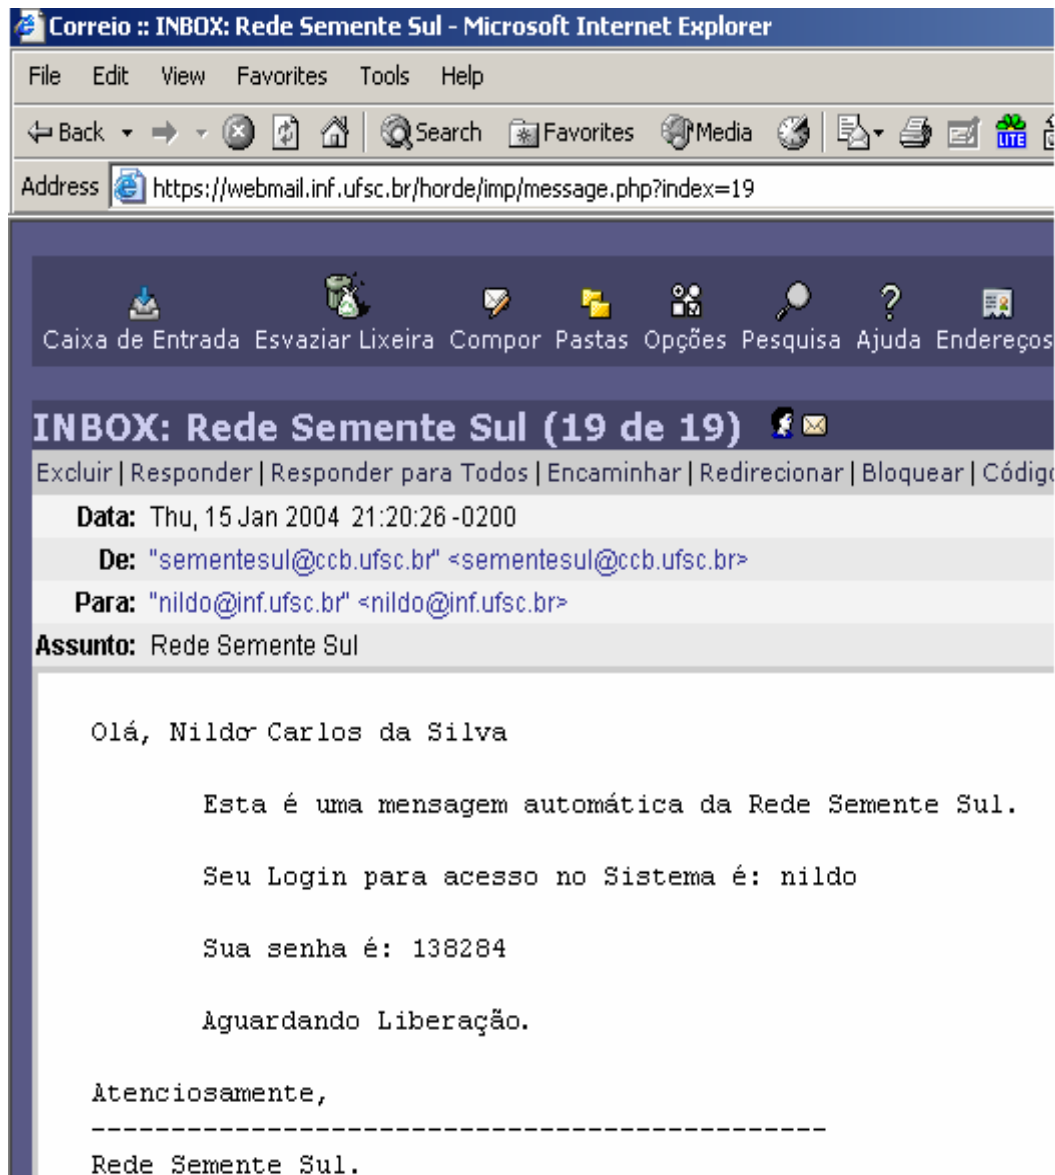 Correio :: INBOX: Rede Semente Sul - Microsoft Internet Explorer
File Edit View Favorites Tools Help
Back Search Favorites Media LITE
Address https://webmail.inf.ufsc.br/horde/imp/message.php?index=19
Caixa de Entrada Esvaziar Lixeira Compor Pastas Opções Pesquisa Ajuda Endereços
INBOX: Rede Semente Sul (19 de 19)
Excluir | Responder | Responder para Todos | Encaminhar | Redirecionar | Bloquear |
Data: Thu, 15 Jan 2004 21:20:26 -0200
De: "sementesul@ccb.ufsc.br" <sementesul@ccb.ufsc.br>
Para: "nildo@inf.ufsc.br" <nildo@inf.ufsc.br>
Assunto: Rede Semente Sul
Olá, Nildo Carlos da Silva
Esta é uma mensagem automática da Rede Semente Sul.
Seu Login para acesso no Sistema é: nildo
Sua senha é: 138284
Aguardando Liberação.
Atenciosamente,
----------------------------------------------
Rede Semente Sul.